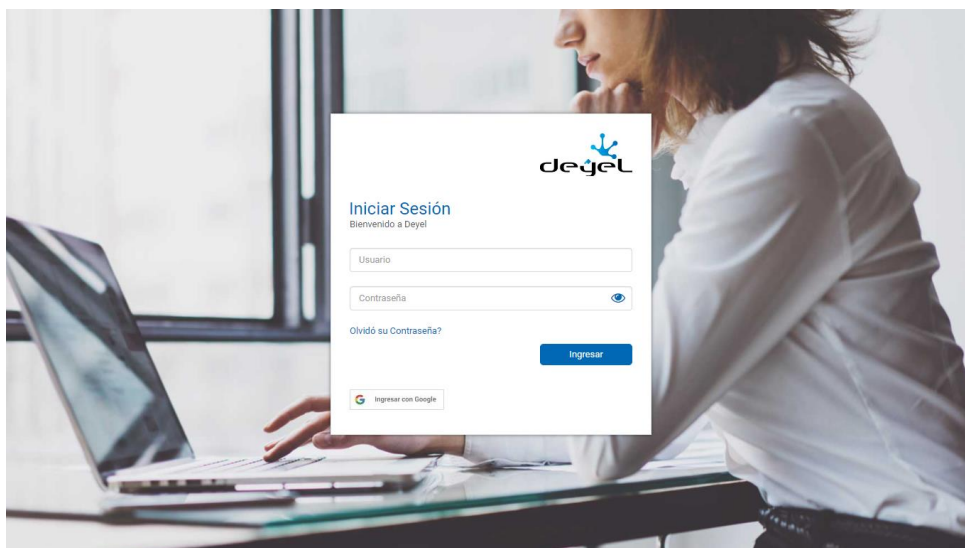 deyel
Iniciar Sesión
Bienvenido a Deyel
Usuario
Contraseña
Olvidó su Contraseña?
Ingresar
Ingresar con Google